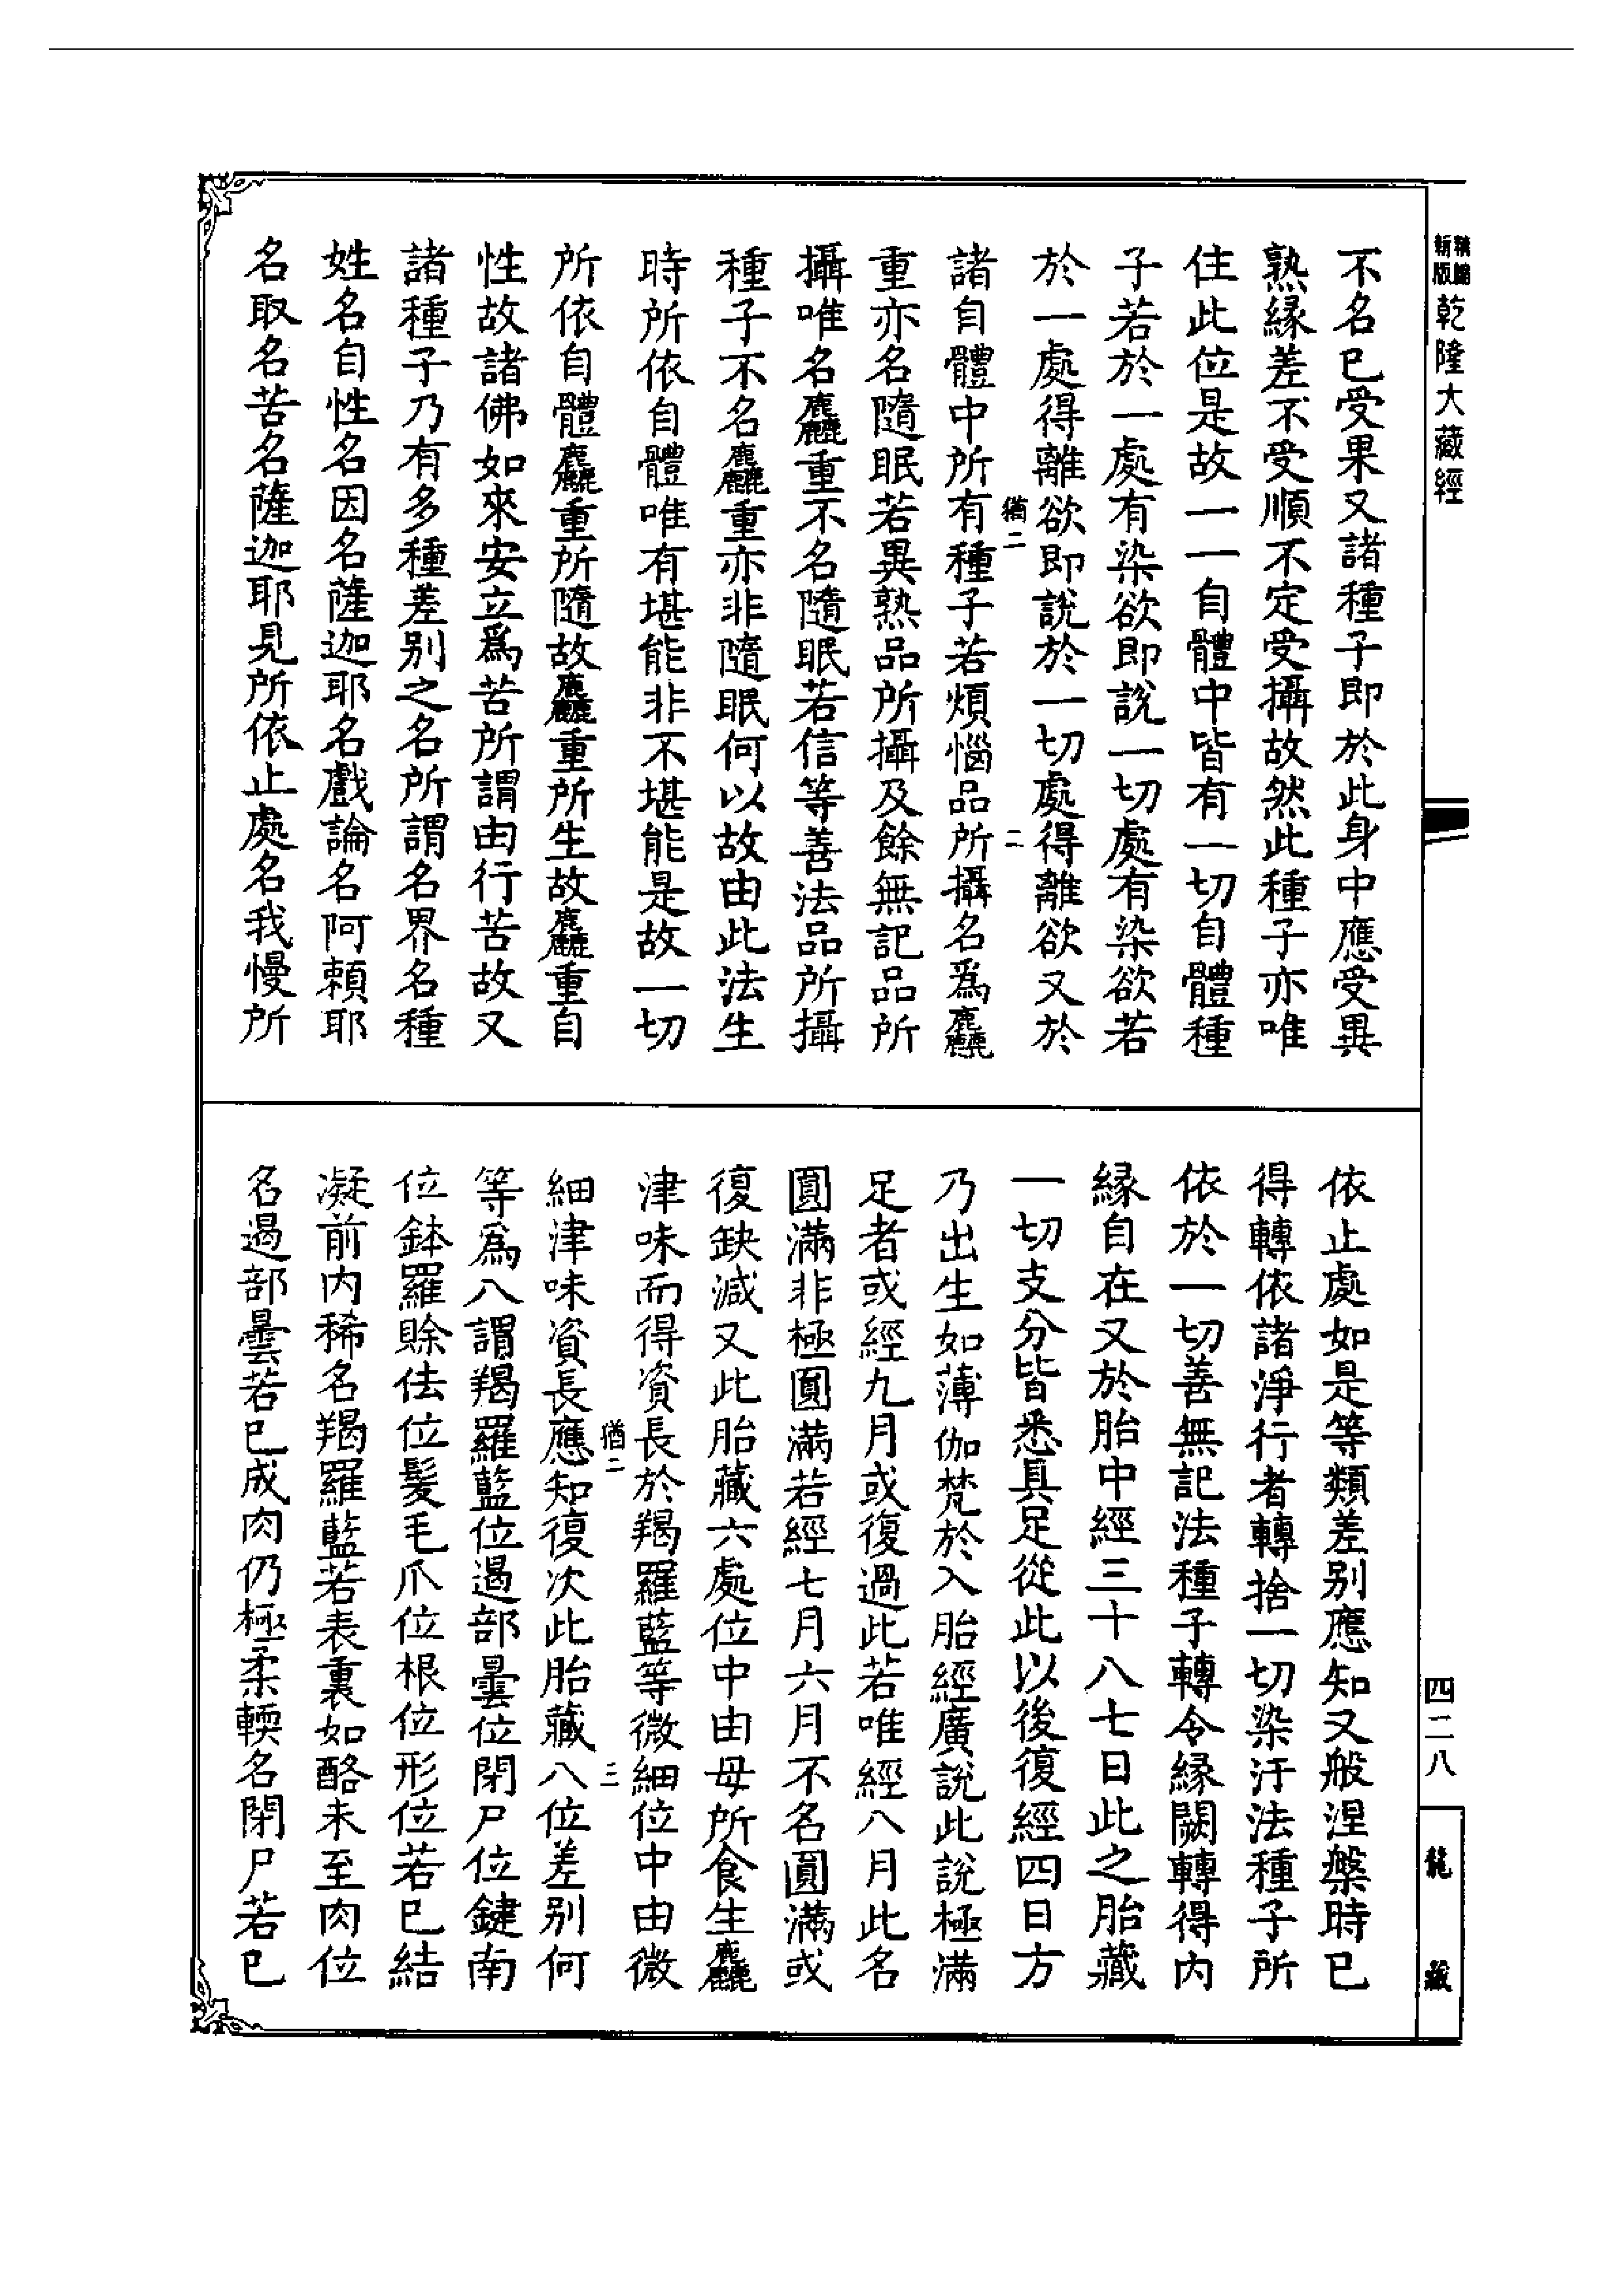 新編
新版
乾隆大藏經
不名已受果又諸種子即於此身中應受異
熟緣差不受順不定受攝故然此種子亦唯
住此位是故一一自體中皆有一切自體種
子若於一處有染欲即說一切處有染欲若
於一處得離欲即說於一切處得離欲又於
猶二
二
諸自體中所有種子若煩惱品所攝名爲麤
重亦名隨眠若異熟品所攝及餘無記品所
攝唯名麤重不名隨眠若信等善法品所攝
種子不名麤重亦非隨眠何以故由此法生
時所依自體唯有堪能非不堪能是故一切
所依自體麤重所隨故麤重所生故麤重自
性故諸佛如來安立爲苦所謂由行苦故又
諸種子乃有多種差別之名所謂名界名種
姓名自性名因名薩迦耶名戲論名阿賴耶
名取名苦名薩迦耶見所依止處名我慢所
依止處如是等類差別應知又般涅槃時已
得轉依諸淨行者轉捨一切染汙法種子所
依於一切善無記法種子轉令緣闕轉得內
緣自在又於胎中經三十八七日此之胎藏
一切支分皆悉具足從此以後復經四日方
乃出生如薄伽梵於入胎經廣說此說極滿
足者或經九月或復過此若唯經八月此名
圓滿非極圓滿若經七月六月不名圓滿或
復缺減又此胎藏六處位中由母所食生麤
津味而得資長於羯羅藍等微細位中由微
猶二
三
細津味資長應知復次此胎藏八位差別何
等爲八謂羯羅藍位遏部曇位閉尸位鍵南
位鉢羅賒佉位髮毛爪位根位形位若已結
凝前內稀名羯羅藍若表裏如酪未至肉位
名遏部曇若已成肉仍極柔輭名閉尸若已
四二八
龍藏